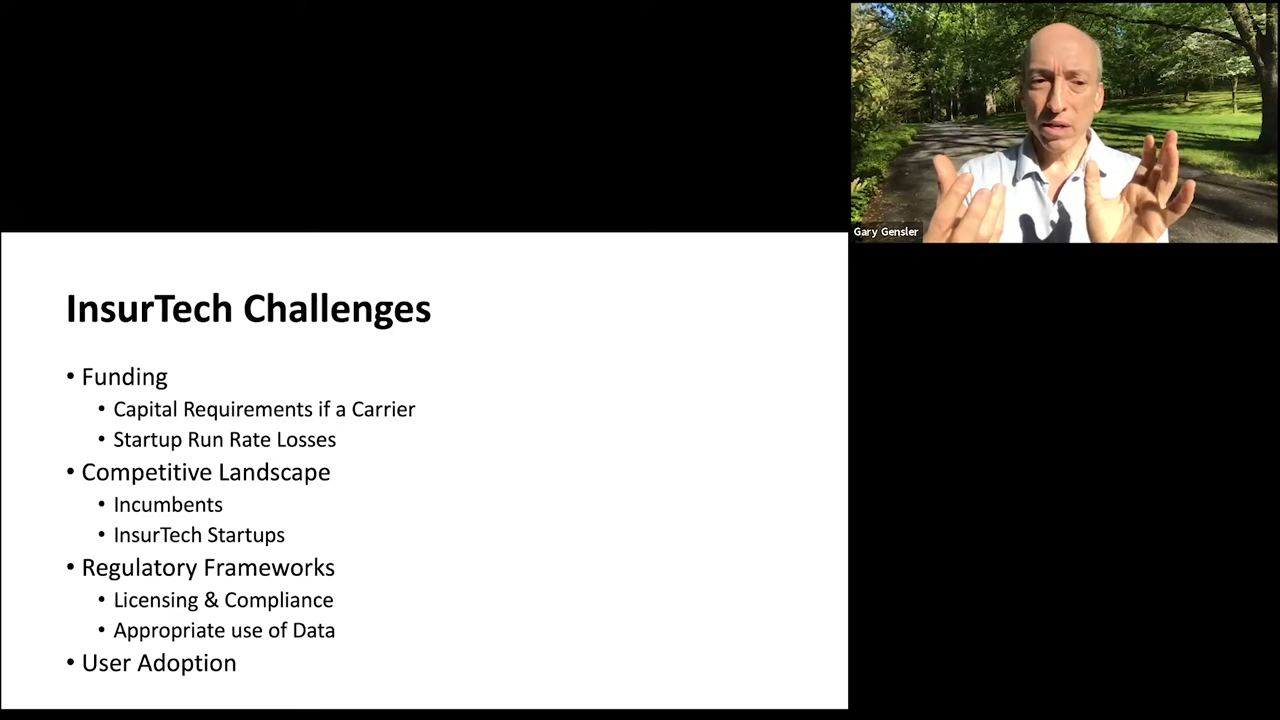 Gary Gensler
InsurTech Challenges
• Funding
• Capital Requirements if a Carrier
• Startup Run Rate Losses
• Competitive Landscape
• Incumbents
• InsurTech Startups
• Regulatory Frameworks
• Licensing & Compliance
• Appropriate use of Data
• User Adoption